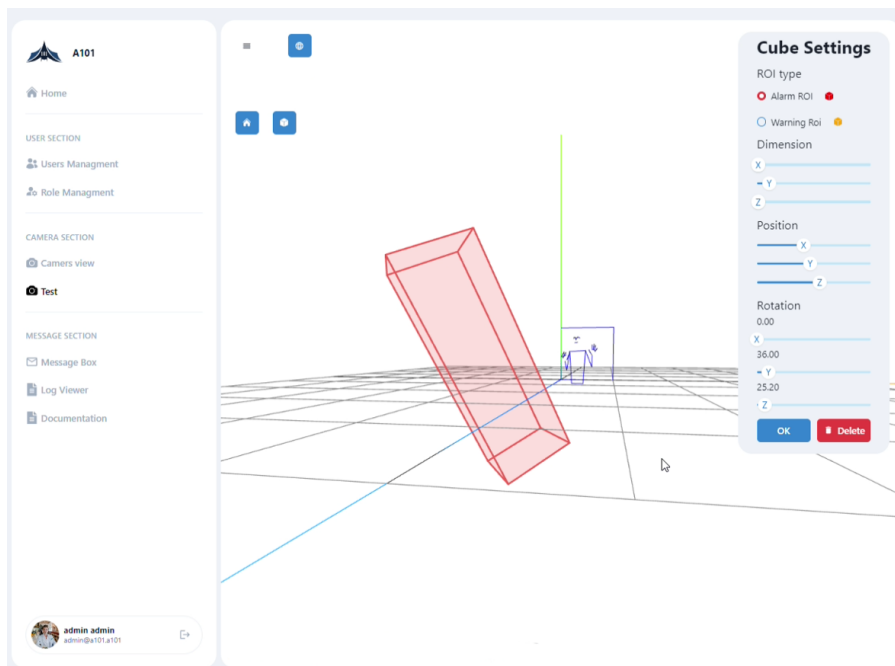 A101
Home
USER SECTION
Users Managment
Role Managment
CAMERA SECTION
Camers view
Test
MESSAGE SECTION
Message Box
Log Viewer
Documentation
admin admin
admin@a101.a101
Cube Settings
ROI type
Alarm ROI
Warning Roi
Dimension
X
Y
Z
Position
X
Y
Z
Rotation
0.00
X
36.00
Y
25.20
Z
OK
Delete